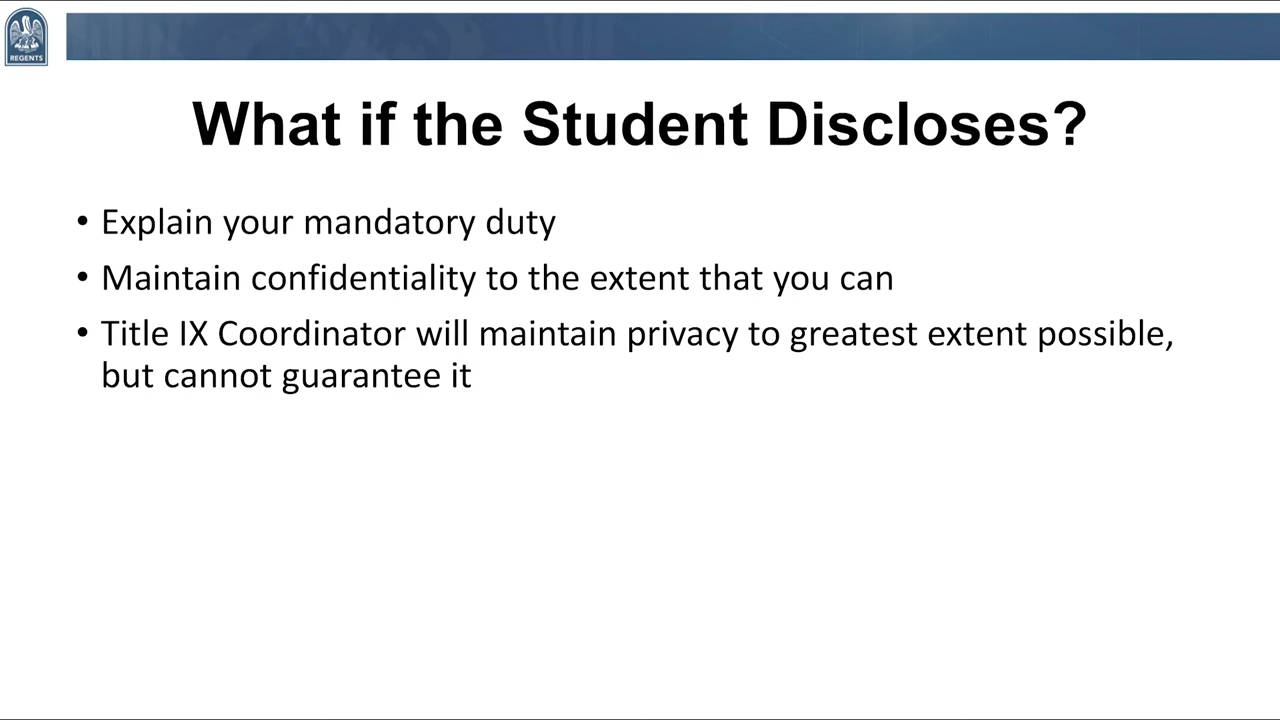 REGENTS
What if the Student Discloses?
• Explain your mandatory duty
• Maintain confidentiality to the extent that you can
• Title IX Coordinator will maintain privacy to greatest extent possible,
but cannot guarantee it